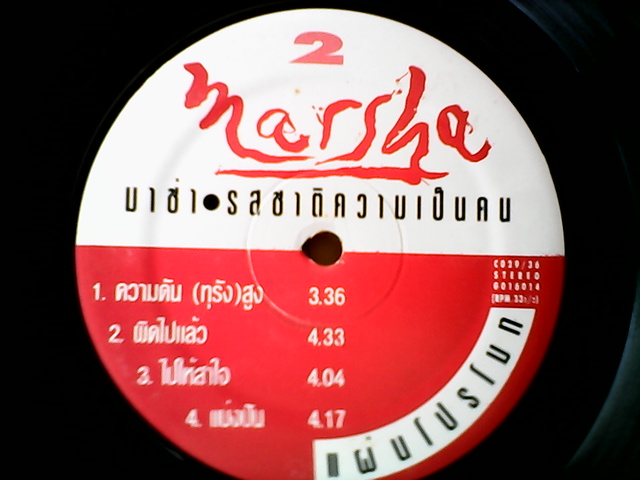 2
marsha
มาช่า • รสชาติความเป็นคน
C039/36
STEREO
G016014
(RPM.33⅓)
1. ความดัน (ทุรัง) สูง 3.36
2. ผิดไปแล้ว 4.33
3. ไปให้สาใจ 4.04
4. แบ่งปัน 4.17
แผ่นโปรโมท